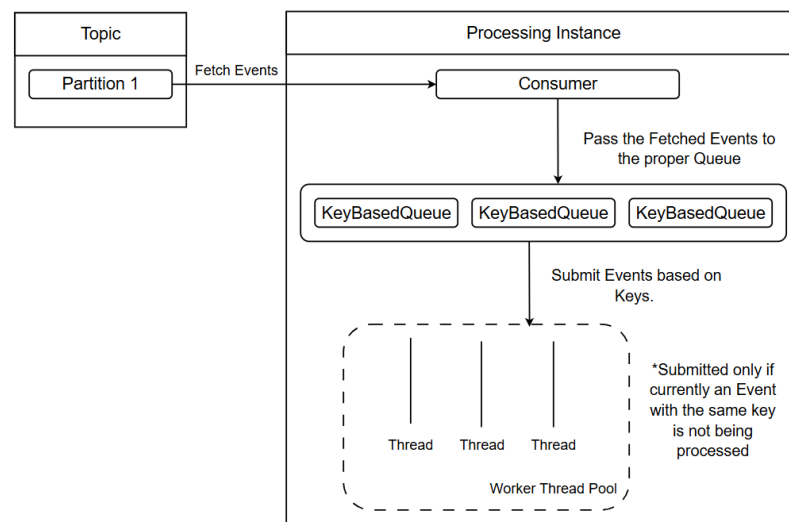 Topic
Processing Instance
Partition 1
Fetch Events
Consumer
Pass the Fetched Events to
the proper Queue
KeyBasedQueue
KeyBasedQueue
KeyBasedQueue
Submit Events based on
Keys.
*Submitted only if
currently an Event
with the same key
is not being
processed
Thread
Thread
Thread
Worker Thread Pool